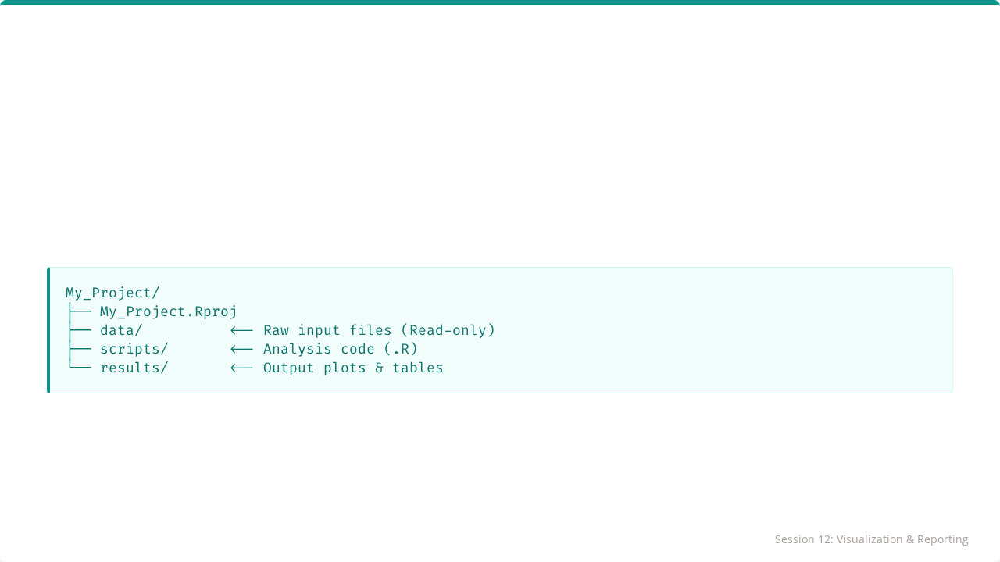 My_Project/
├── My_Project.Rproj
├── data/          <-- Raw input files (Read-only)
├── scripts/       <-- Analysis code (.R)
└── results/       <-- Output plots & tables
Session 12: Visualization & Reporting